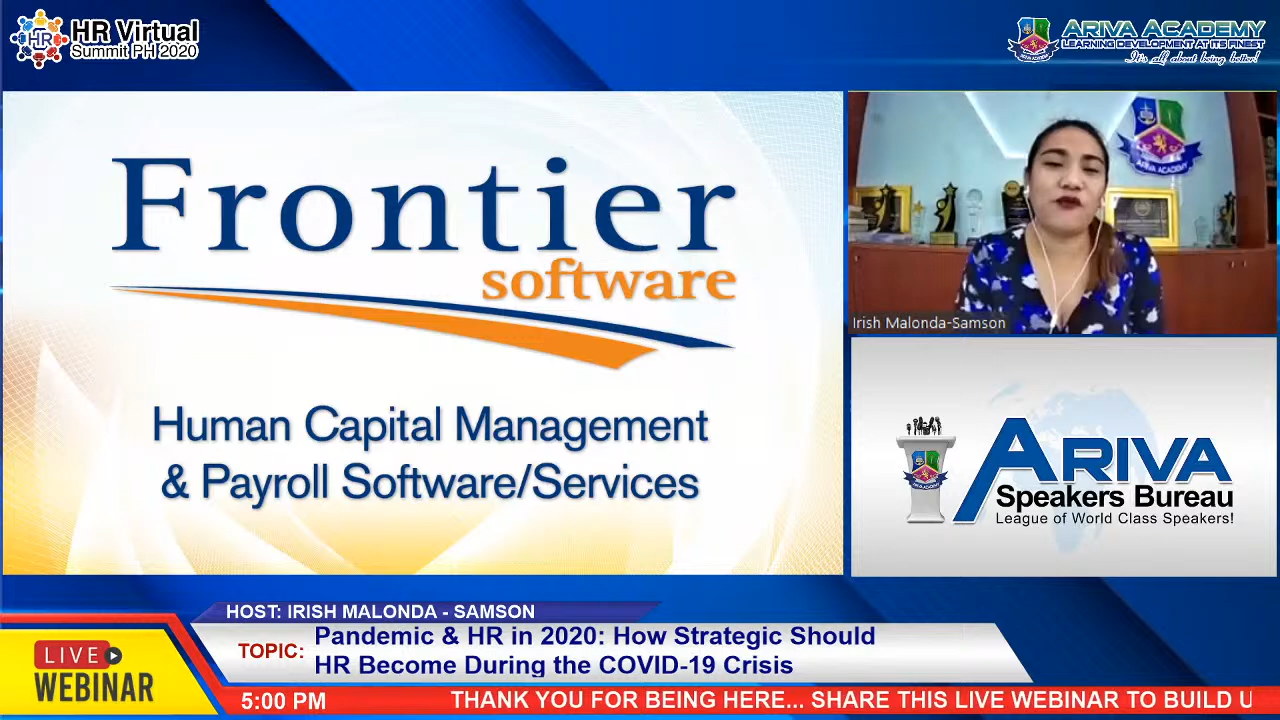 HR
HR Virtual
Summit PH 2020
ARIVA ACADEMY
LEARNING DEVELOPMENT AT ITS FINEST
It's all about being better!
Frontier
software
Human Capital Management
& Payroll Software/Services
ARIVA ACADEMY
Irish Malonda-Samson
ARIVA
Speakers Bureau
League of World Class Speakers!
HOST: IRISH MALONDA - SAMSON
TOPIC:
Pandemic & HR in 2020: How Strategic Should
HR Become During the COVID-19 Crisis
LIVE
WEBINAR
5:00 PM
THANK YOU FOR BEING HERE... SHARE THIS LIVE WEBINAR TO BUILD U